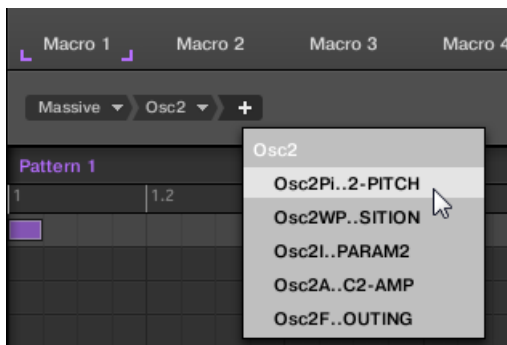 Macro 1 Macro 2 Macro 3 Macro 4
Massive Osc2 +
Osc2
Osc2Pi..2-PITCH
Osc2WP..SITION
Osc2I..PARAM2
Osc2A..C2-AMP
Osc2F..OUTING
Pattern 1
1 1.2